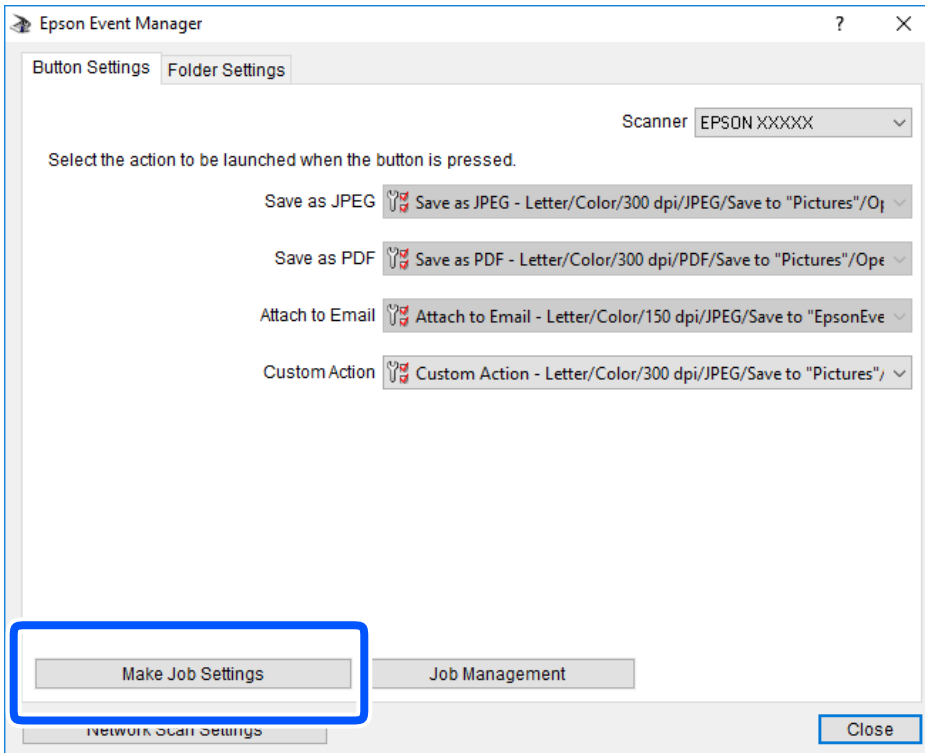 Epson Event Manager
Button Settings Folder Settings
Scanner EPSON XXXXX
Select the action to be launched when the button is pressed.
Save as JPEG Save as JPEG - Letter/Color/300 dpi/JPEG/Save to "Pictures"/Op
Save as PDF Save as PDF - Letter/Color/300 dpi/PDF/Save to "Pictures"/Ope
Attach to Email Attach to Email - Letter/Color/150 dpi/JPEG/Save to "EpsonEve
Custom Action Custom Action - Letter/Color/300 dpi/JPEG/Save to "Pictures"/
Make Job Settings Job Management
Network Scan Settings Close